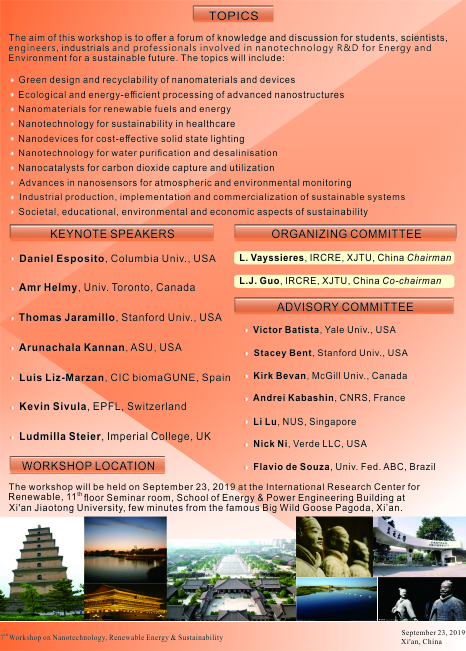 TOPICS
The aim of this workshop is to offer a forum of knowledge and discussion for students, scientists,
engineers, industrials and professionals involved in nanotechnology R&D for Energy and
Environment for a sustainable future. The topics will include:
Green design and recyclability of nanomaterials and devices
Ecological and energy-efficient processing of advanced nanostructures
Nanomaterials for renewable fuels and energy
Nanotechnology for sustainability in healthcare
Nanodevices for cost-effective solid state lighting
Nanotechnology for water purification and desalinisation
Nanocatalysts for carbon dioxide capture and utilization
Advances in nanosensors for atmospheric and environmental monitoring
Industrial production, implementation and commercialization of sustainable systems
Societal, educational, environmental and economic aspects of sustainability
KEYNOTE SPEAKERS
Daniel Esposito, Columbia Univ., USA
Amr Helmy, Univ. Toronto, Canada
Thomas Jaramillo, Stanford Univ., USA
Arunachala Kannan, ASU, USA
Luis Liz-Marzan, CIC biomaGUNE, Spain
Kevin Sivula, EPFL, Switzerland
Ludmilla Steier, Imperial College, UK
ORGANIZING COMMITTEE
L. Vayssieres, IRCRE, XJTU, China Chairman
L.J. Guo, IRCRE, XJTU, China Co-chairman
ADVISORY COMMITTEE
Victor Batista, Yale Univ., USA
Stacey Bent, Stanford Univ., USA
Kirk Bevan, McGill Univ., Canada
Andrei Kabashin, CNRS, France
Li Lu, NUS, Singapore
Nick Ni, Verde LLC, USA
Flavio de Souza, Univ. Fed. ABC, Brazil
WORKSHOP LOCATION
The workshop will be held on September 23, 2019 at the International Research Center for
Renewable, 11th floor Seminar room, School of Energy & Power Engineering Building at
Xi'an Jiaotong University, few minutes from the famous Big Wild Goose Pagoda, Xi'an.
7th Workshop on Nanotechnology, Renewable Energy & Sustainability
September 23, 2019
Xi'an, China